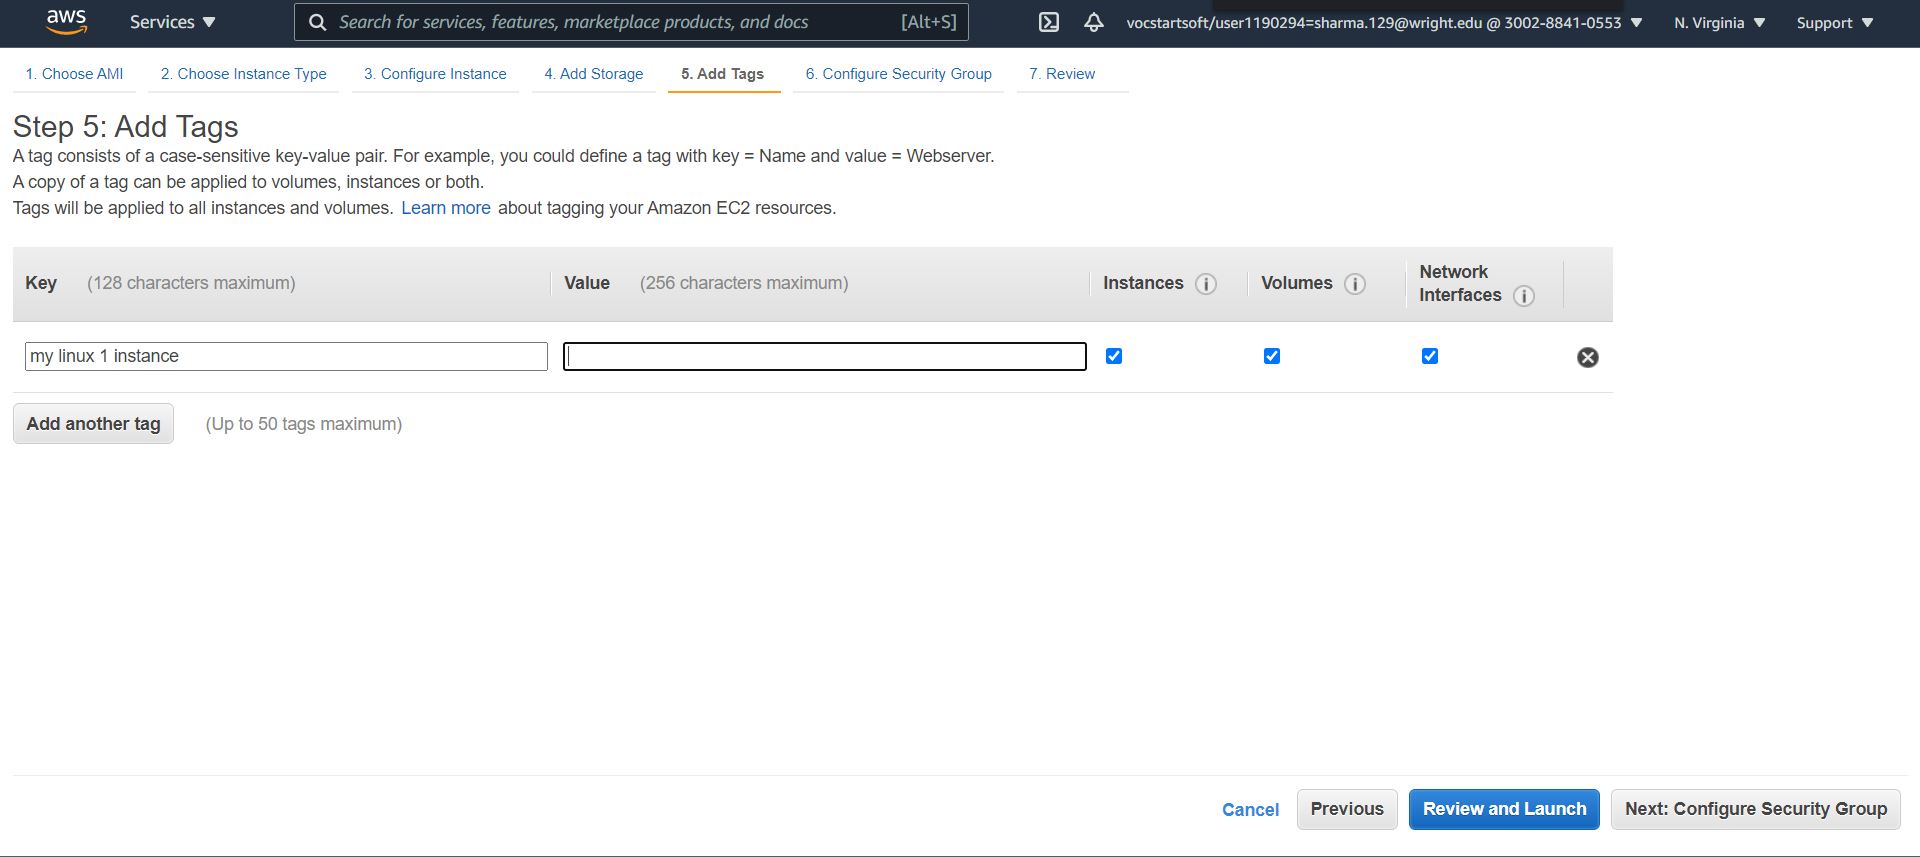 aws Services Search for services, features, marketplace products, and docs [Alt+S] vocstartsoft/user1190294=sharma.129@wright.edu @ 3002-8841-0553 N. Virginia Support
1. Choose AMI 2. Choose Instance Type 3. Configure Instance 4. Add Storage 5. Add Tags 6. Configure Security Group 7. Review
Step 5: Add Tags
A tag consists of a case-sensitive key-value pair. For example, you could define a tag with key = Name and value = Webserver.
A copy of a tag can be applied to volumes, instances or both.
Tags will be applied to all instances and volumes. Learn more about tagging your Amazon EC2 resources.
Key (128 characters maximum) Value (256 characters maximum) Instances i Volumes i Network
Interfaces i
my linux 1 instance
Add another tag (Up to 50 tags maximum)
Cancel Previous Review and Launch Next: Configure Security Group